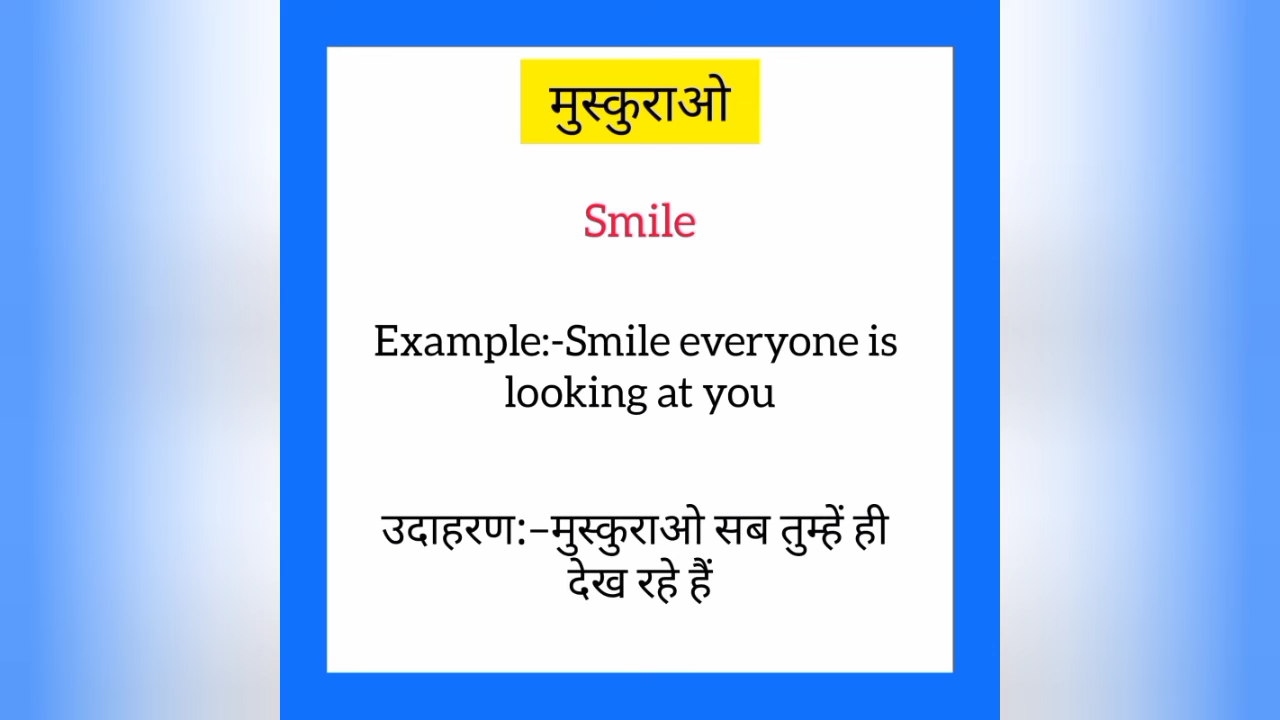 मुस्कुराओ
Smile
Example:-Smile everyone is
looking at you
उदाहरण:–मुस्कुराओ सब तुम्हें ही
देख रहे हैं